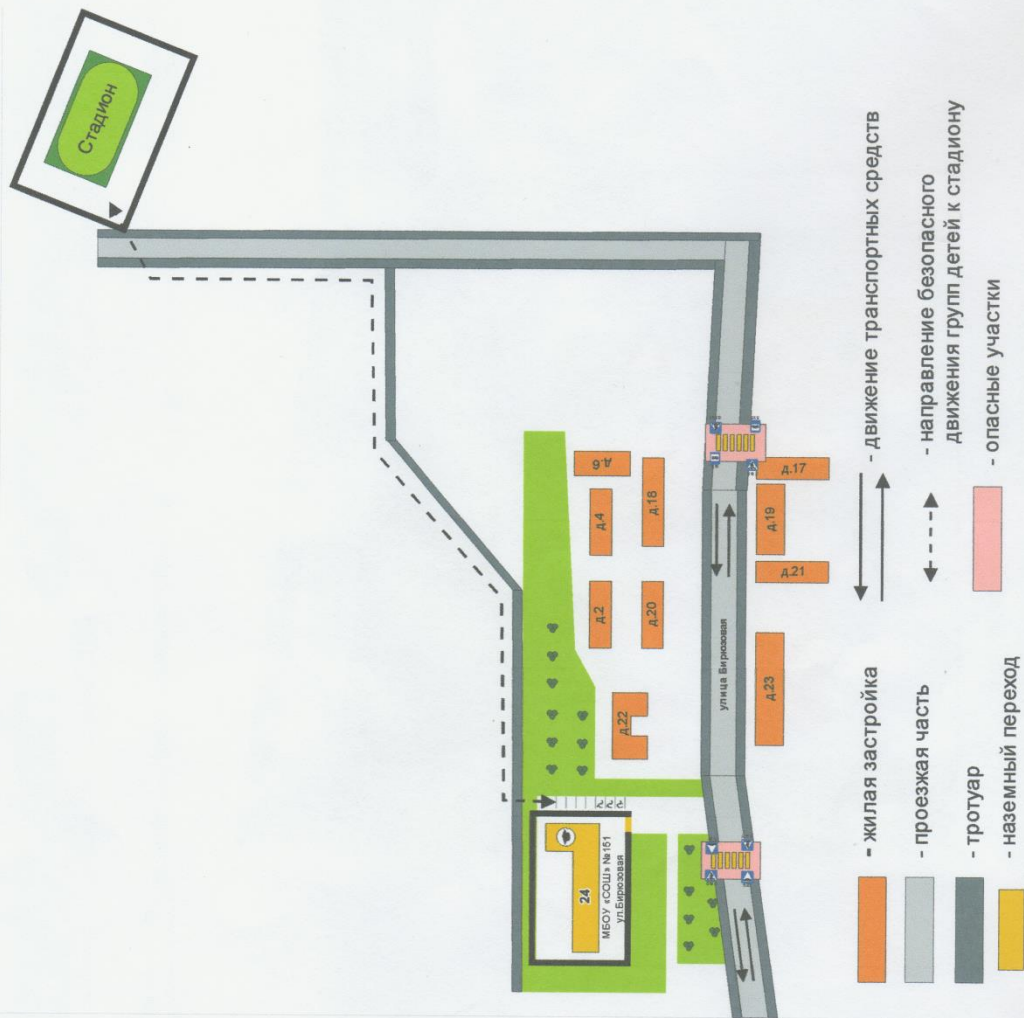 Стадион
д.6
д.4
д.18
д.2
д.20
д.22
д.17
д.19
д.21
д.23
улица Бирюзовая
24
МБОУ «СОШ» №151
ул.Бирюзовая
- жилая застройка
- проезжая часть
- тротуар
- наземный переход
- движение транспортных средств
- направление безопасного
движения групп детей к стадиону
- опасные участки